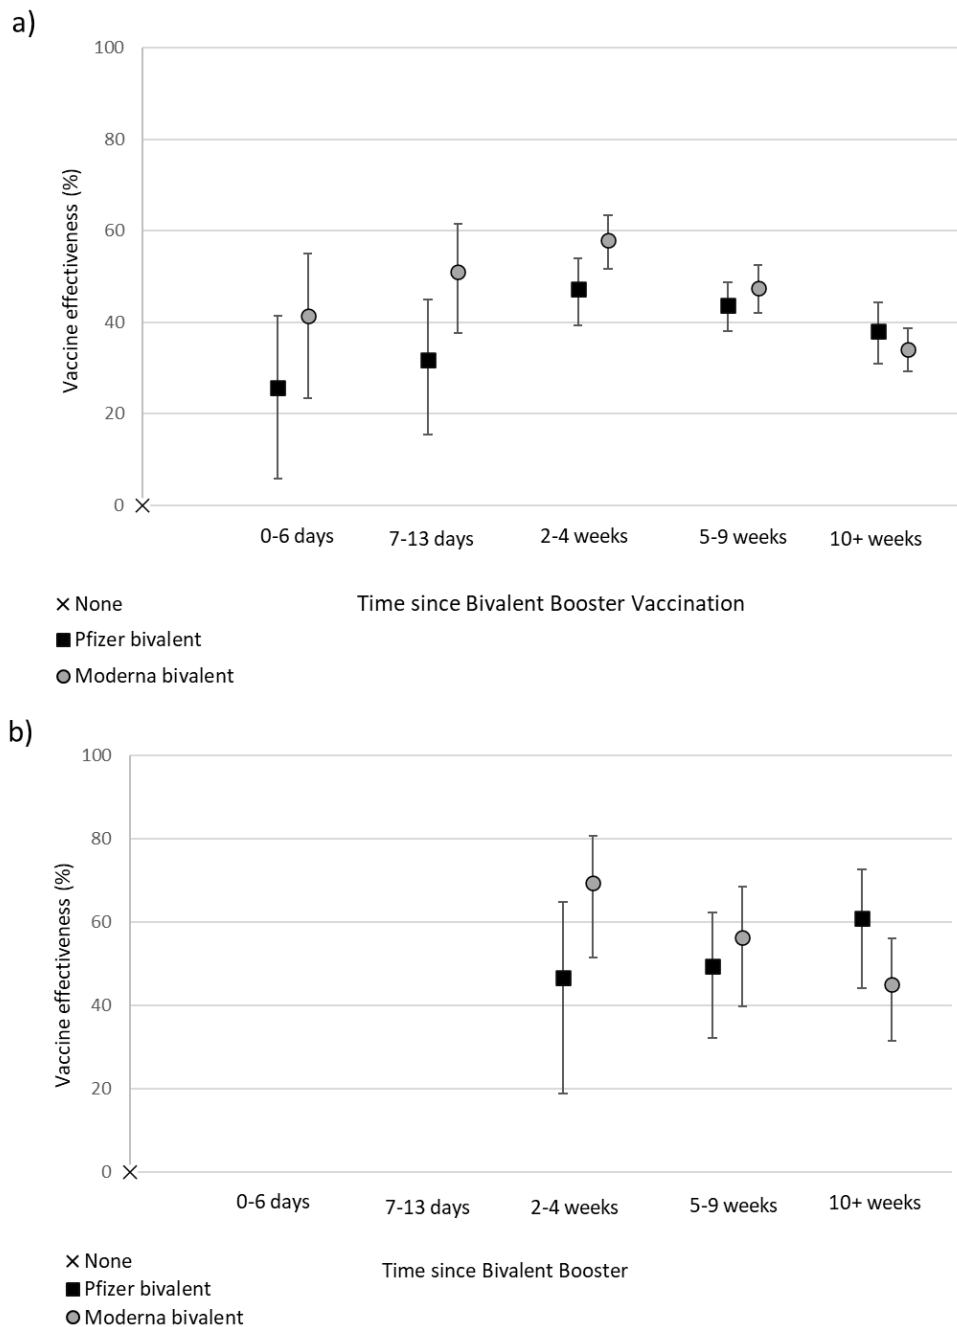 a)
100
80
60
40
20
0
Vaccine effectiveness (%)
0-6 days
7-13 days
2-4 weeks
5-9 weeks
10+ weeks
Time since Bivalent Booster Vaccination
None
Pfizer bivalent
Moderna bivalent
b)
100
80
60
40
20
0
Vaccine effectiveness (%)
0-6 days
7-13 days
2-4 weeks
5-9 weeks
10+ weeks
Time since Bivalent Booster
None
Pfizer bivalent
Moderna bivalent